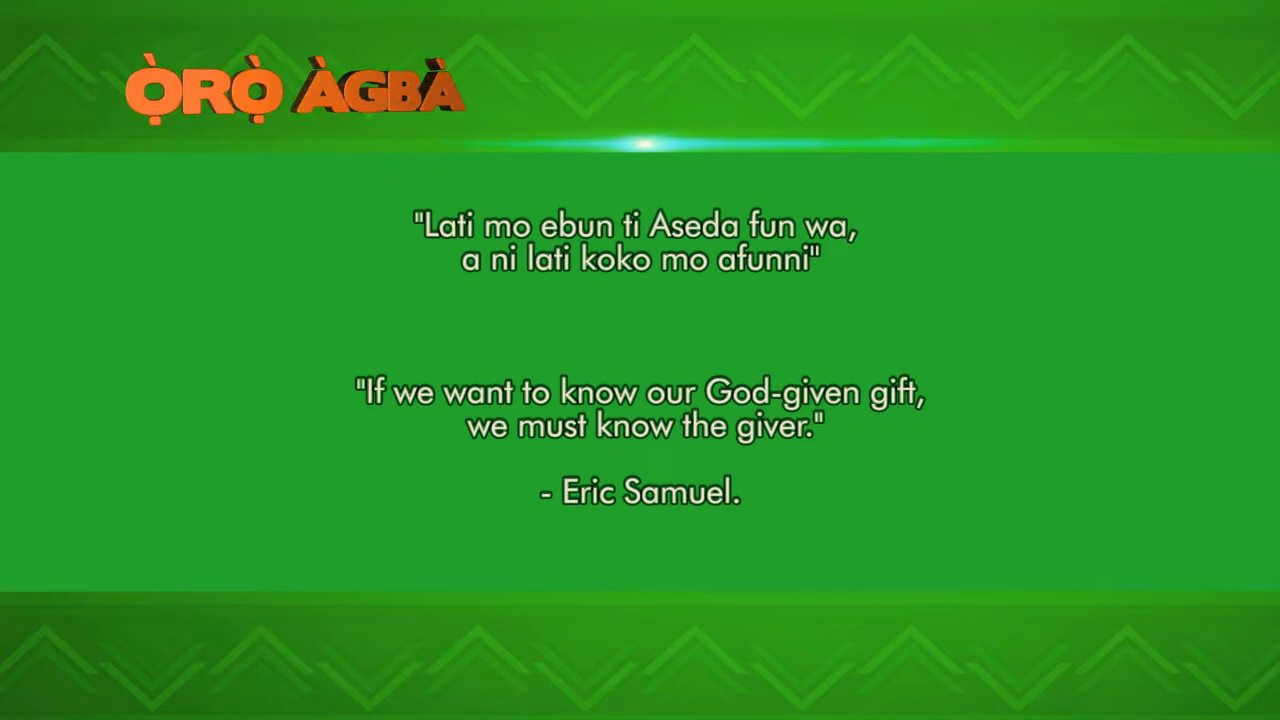 Ọ̀RỌ̀ ÀGBÀ
"Lati mo ebun ti Aseda fun wa,
a ni lati koko mo afunni"
"If we want to know our God-given gift,
we must know the giver."
- Eric Samuel.